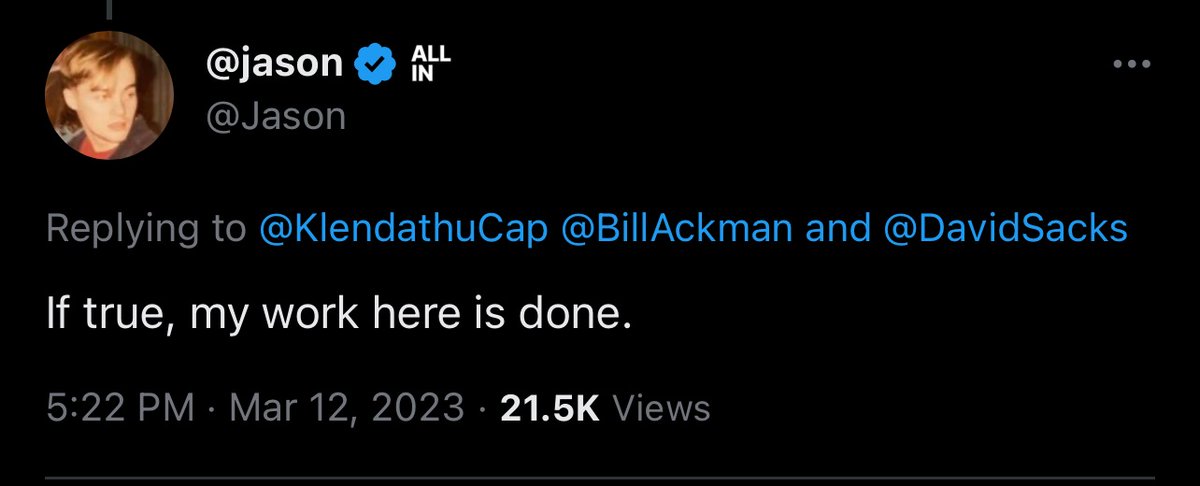 @jason ALL IN
@Jason
Replying to @KlendathuCap @BillAckman and @DavidSacks
If true, my work here is done.
5:22 PM · Mar 12, 2023 · 21.5K Views